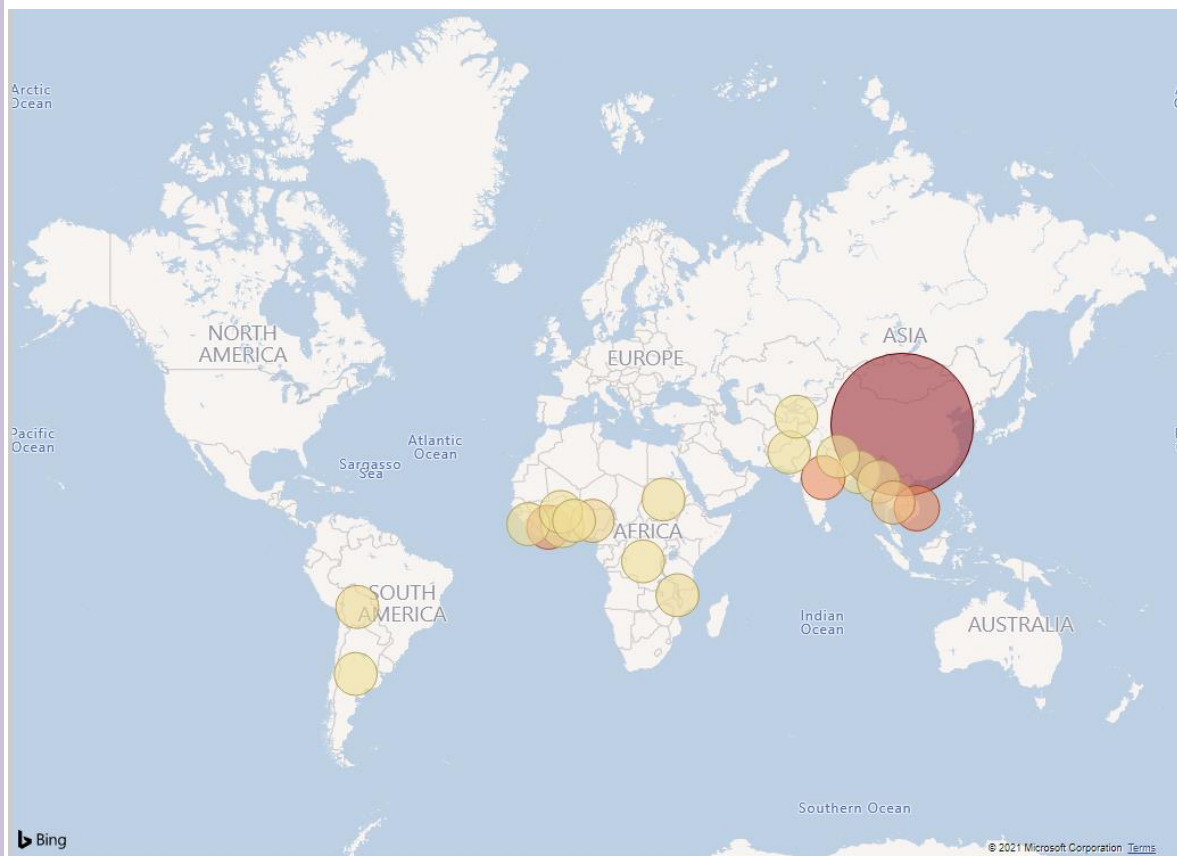 Arctic
Ocean
NORTH
AMERICA
EUROPE
ASIA
Pacific
Ocean
Atlantic
Ocean
Sargasso
Sea
AFRICA
SOUTH
AMERICA
Indian
Ocean
AUSTRALIA
Southern Ocean
Bing
© 2021 Microsoft Corporation Terms